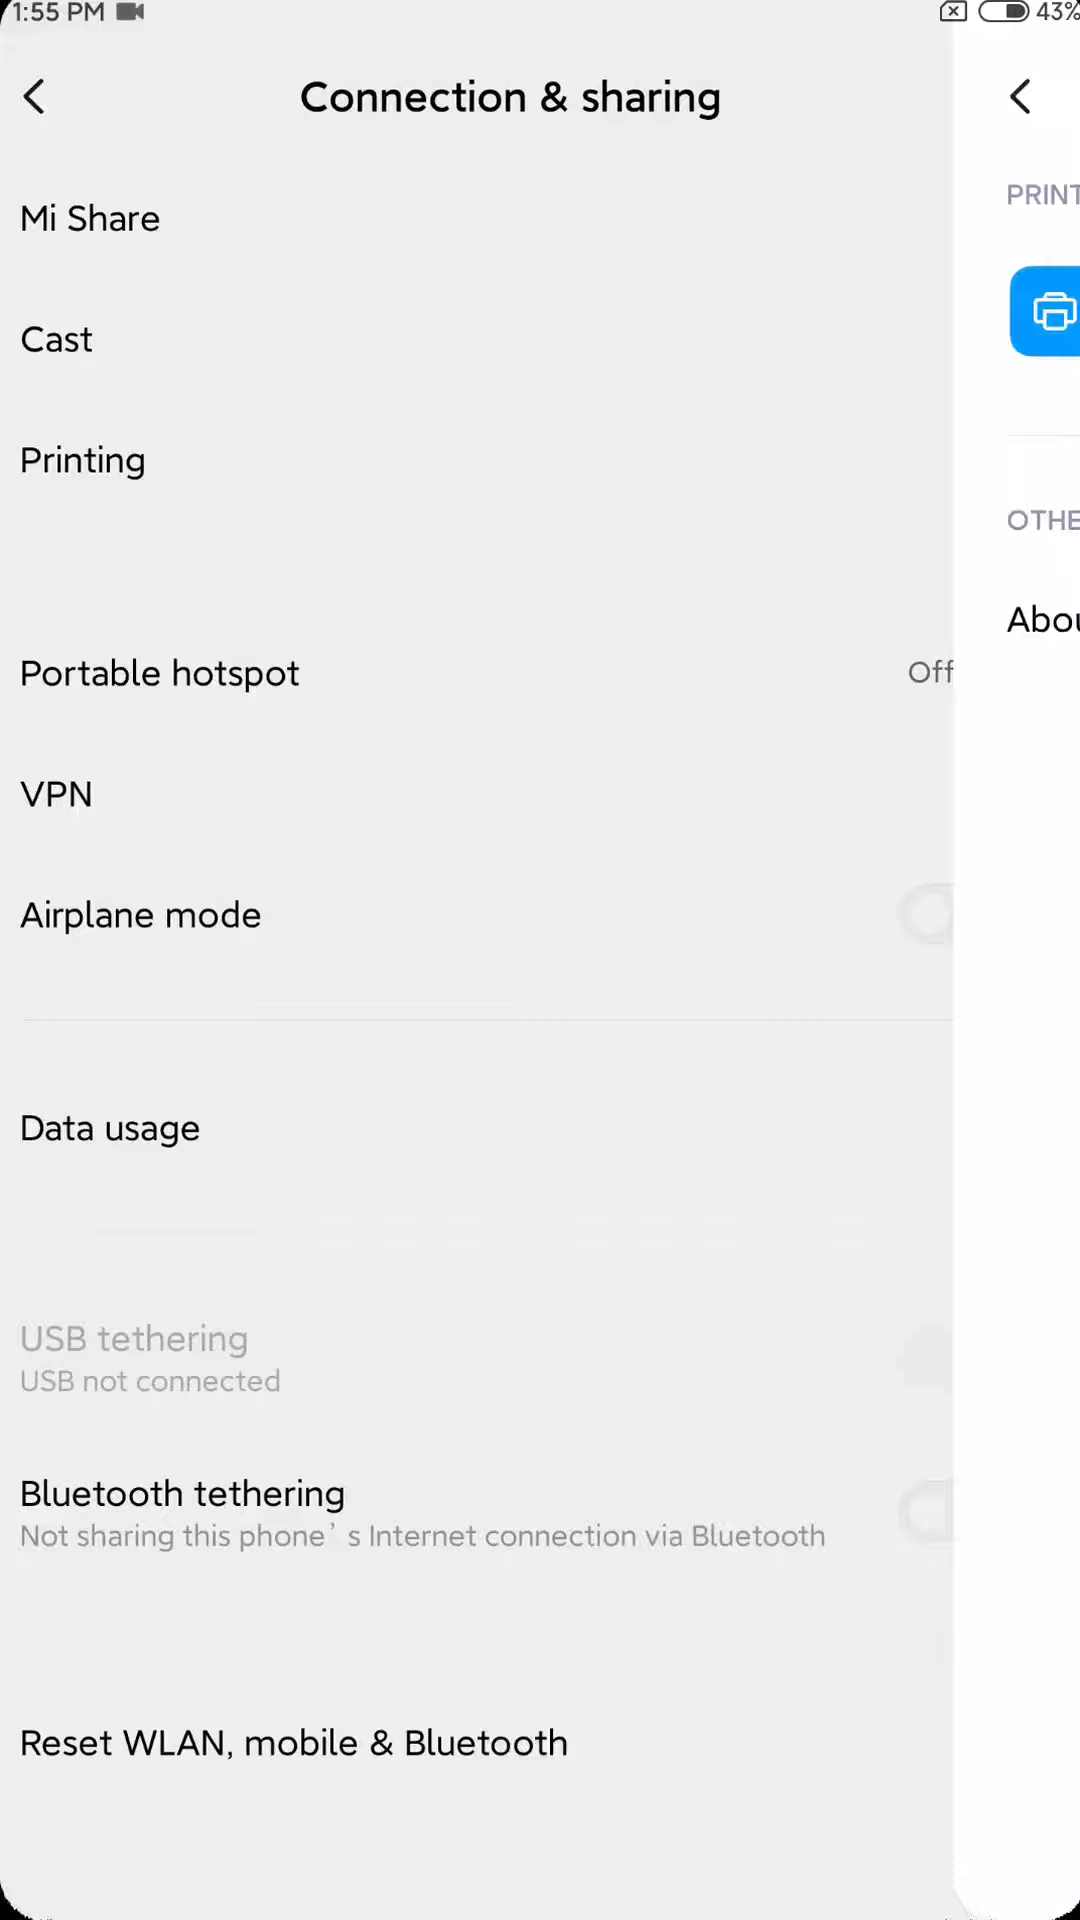 1:55 PM
43%
Connection & sharing
Mi Share
Cast
Printing
Portable hotspot
Off
VPN
Airplane mode
Data usage
USB tethering
USB not connected
Bluetooth tethering
Not sharing this phone's Internet connection via Bluetooth
Reset WLAN, mobile & Bluetooth
PRINT
OTHE
Abou